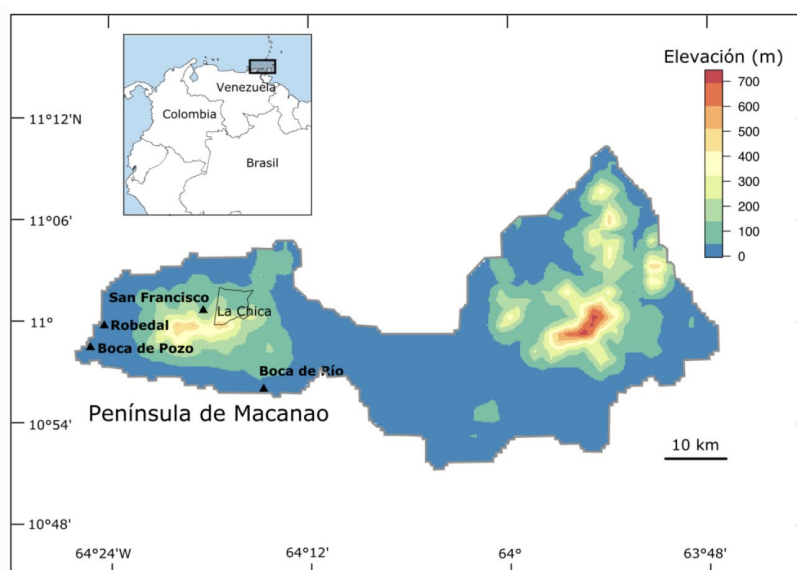 Elevación (m)
700
600
500
400
300
200
100
0
Venezuela
Colombia
Brasil
11°12'N
11°06'
11°
10°54'
10°48'
San Francisco
La Chica
Robedal
Boca de Pozo
Boca de Río
Península de Macanao
10 km
64°24'W
64°12'
64°
63°48'